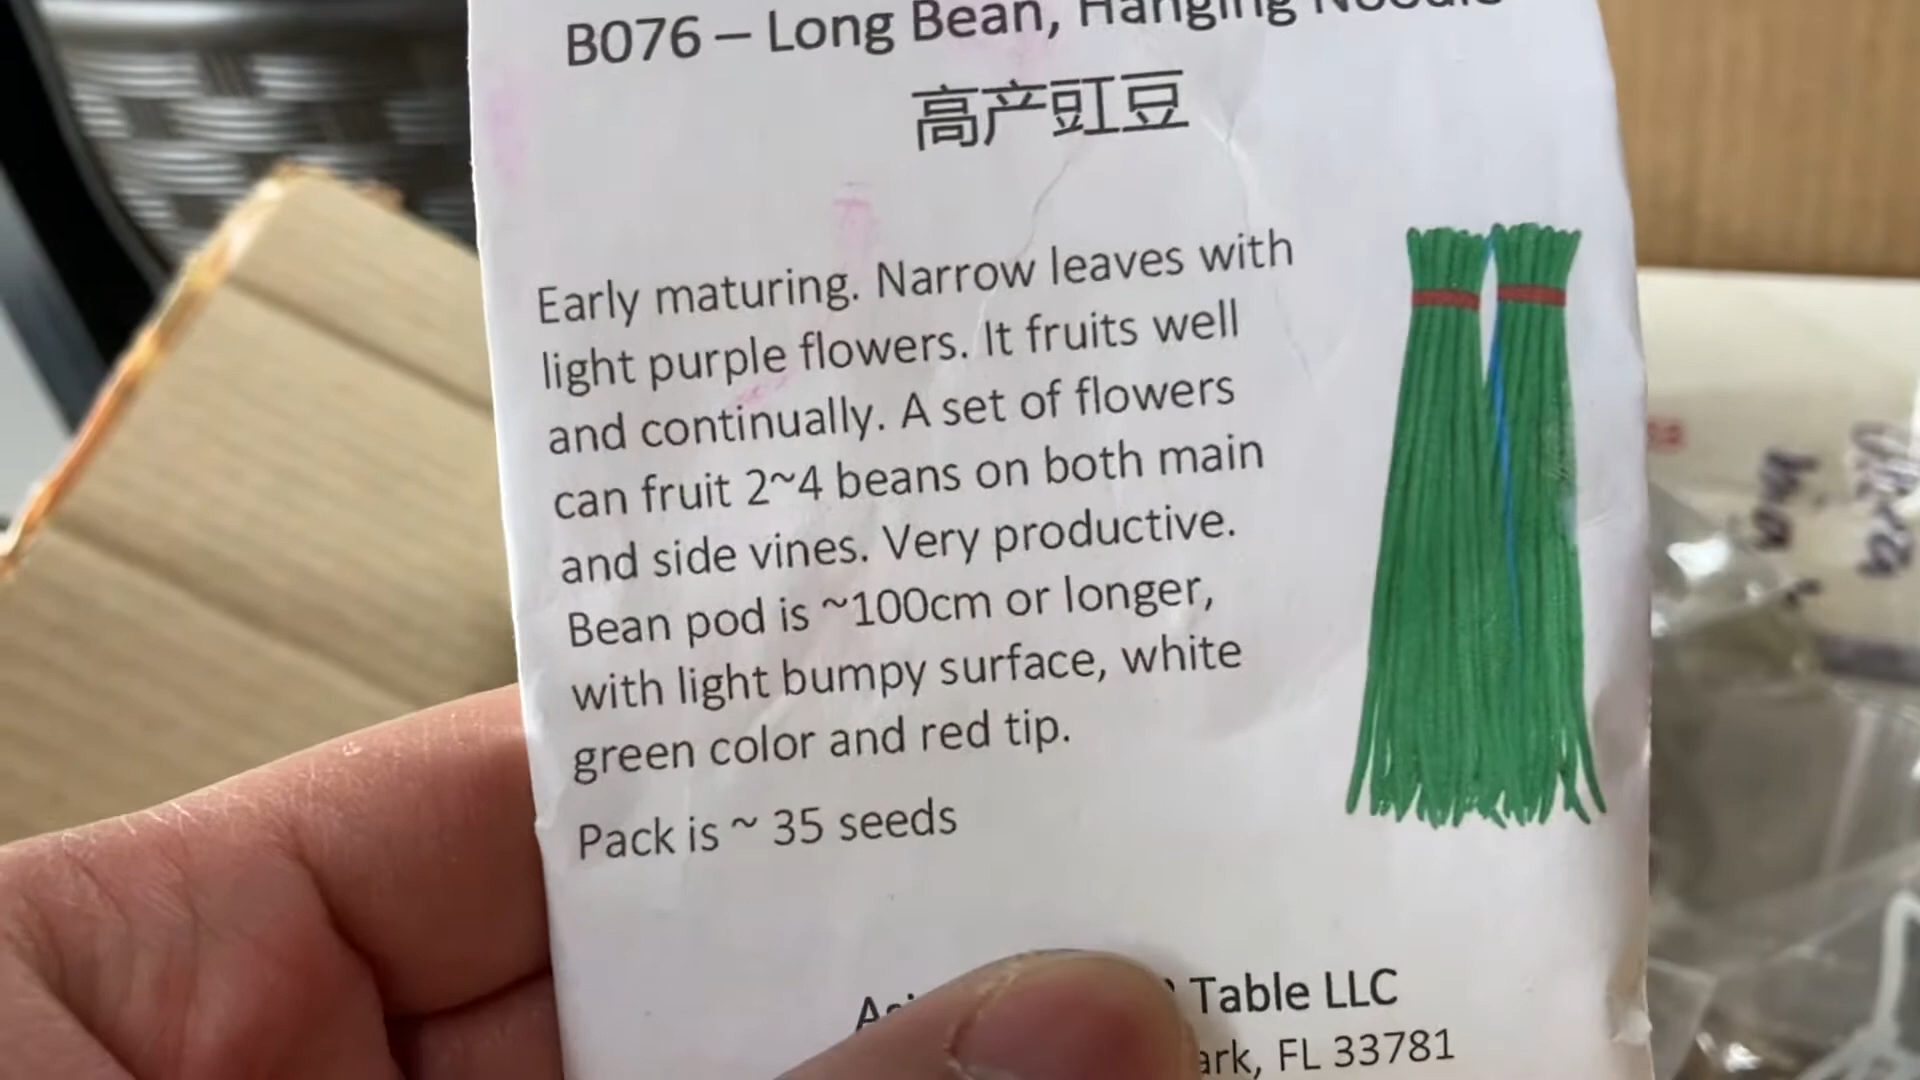 B076 – Long Bean, Hanging Noodle
高产豇豆
Early maturing. Narrow leaves with
light purple flowers. It fruits well
and continually. A set of flowers
can fruit 2~4 beans on both main
and side vines. Very productive.
Bean pod is ~100cm or longer,
with light bumpy surface, white
green color and red tip.
Pack is ~ 35 seeds
Table LLC
FL 33781